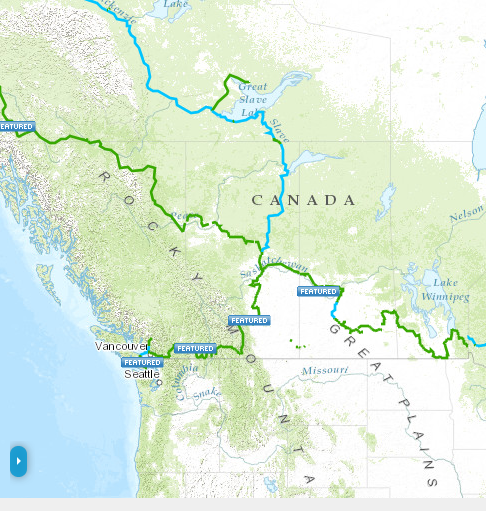 Mackenzie
Lake
Great
Slave
Lake
Slave
FEATURED
CANADA
ROCKY MOUNTAINS
Peace
Nelson
Saskatchewan
FEATURED
Lake
Winnipeg
FEATURED
Vancouver
FEATURED
FEATURED
Seattle
Columbia
Missouri
Snake
GREAT PLAINS